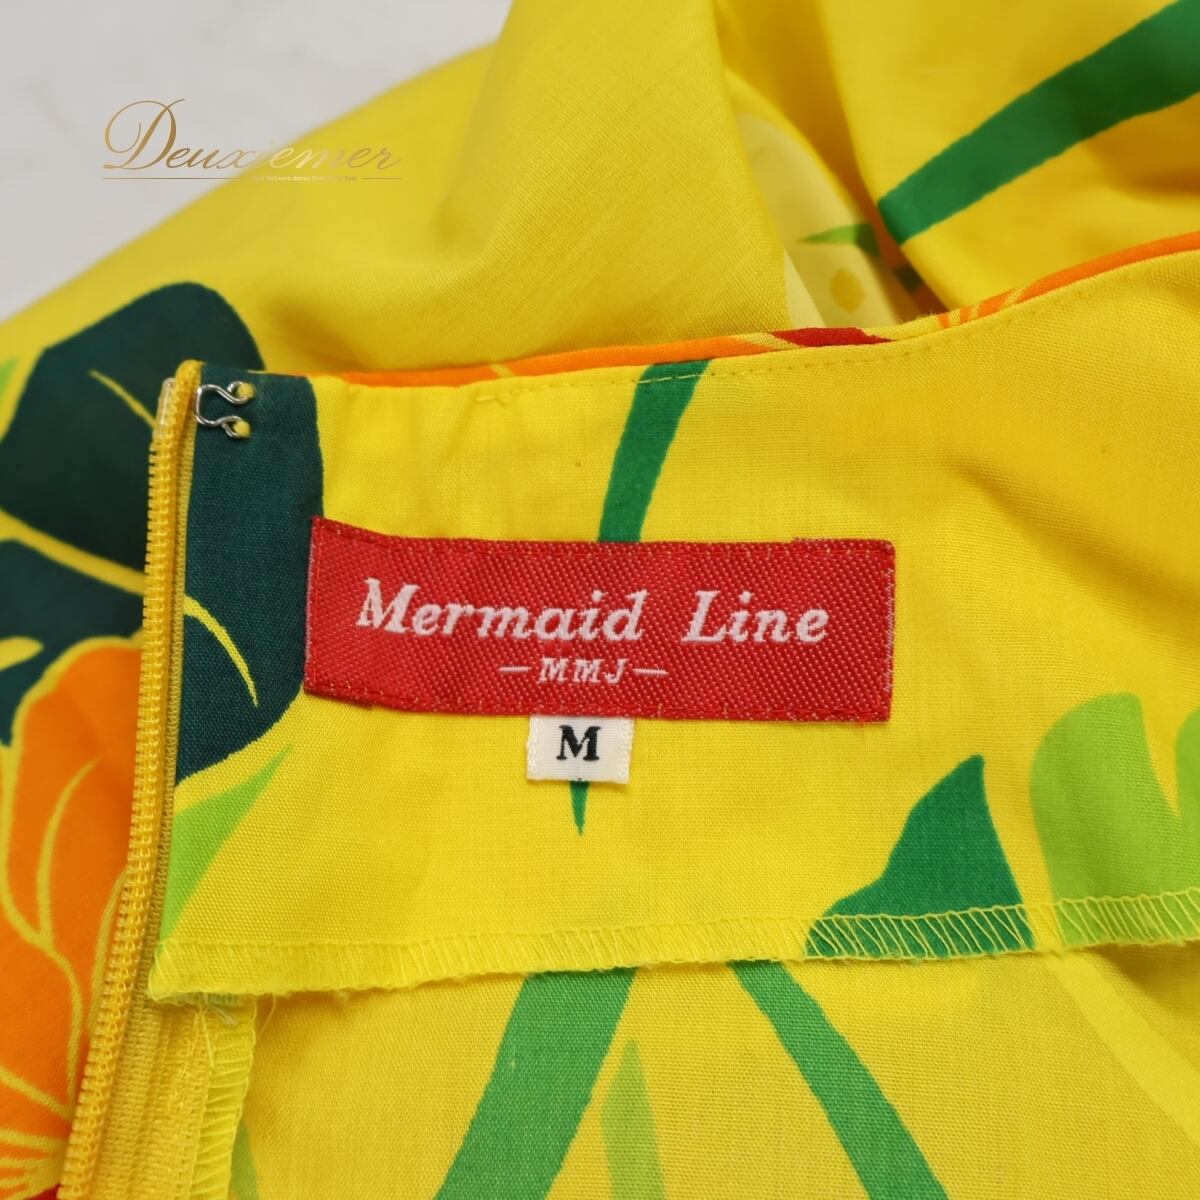 Deuxiemer
Mermaid Line
-MMJ-
M